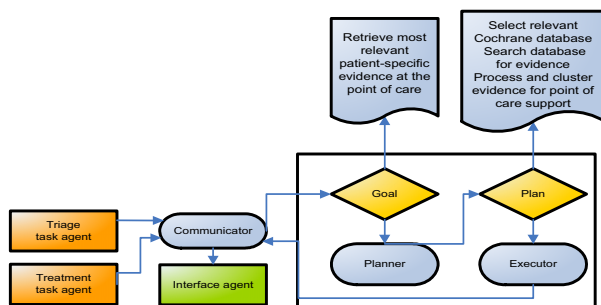 Retrieve most
relevant
patient-specific
evidence at the
point of care
Select relevant
Cochrane database
Search database
for evidence
Process and cluster
evidence for point of
care support
Goal
Plan
Triage
task agent
Communicator
Treatment
task agent
Interface agent
Planner
Executor